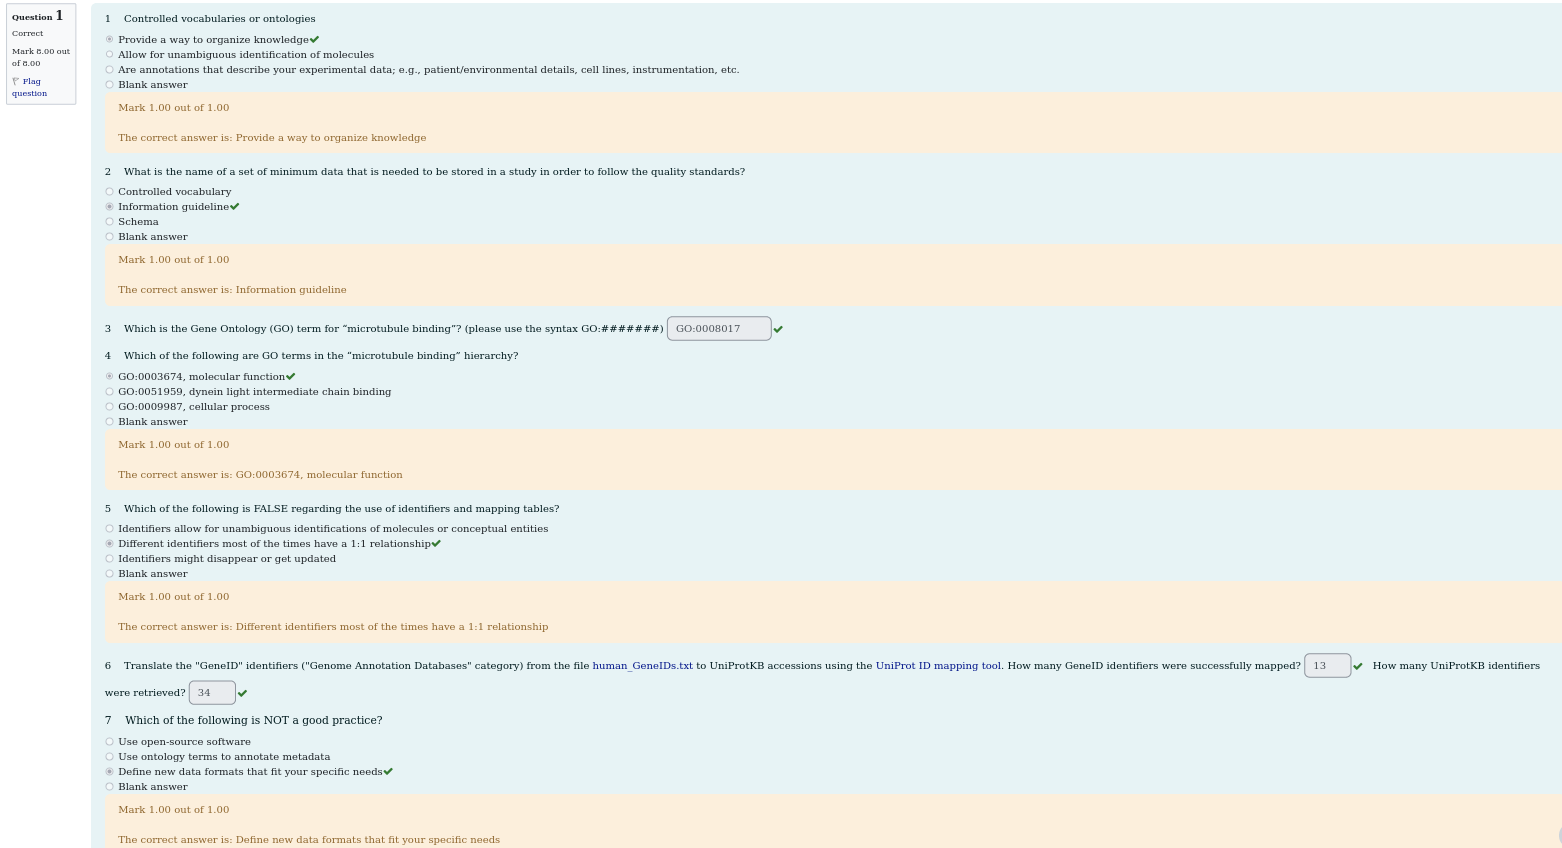 Question 1
Correct
Mark 8.00 out
of 8.00
Flag
question
1 Controlled vocabularies or ontologies
Provide a way to organize knowledge
Allow for unambiguous identification of molecules
Are annotations that describe your experimental data; e.g., patient/environmental details, cell lines, instrumentation, etc.
Blank answer
Mark 1.00 out of 1.00
The correct answer is: Provide a way to organize knowledge
2 What is the name of a set of minimum data that is needed to be stored in a study in order to follow the quality standards?
Controlled vocabulary
Information guideline
Schema
Blank answer
Mark 1.00 out of 1.00
The correct answer is: Information guideline
3 Which is the Gene Ontology (GO) term for “microtubule binding”? (please use the syntax GO:#######) GO:0008017
4 Which of the following are GO terms in the “microtubule binding” hierarchy?
GO:0003674, molecular function
GO:0051959, dynein light intermediate chain binding
GO:0009987, cellular process
Blank answer
Mark 1.00 out of 1.00
The correct answer is: GO:0003674, molecular function
5 Which of the following is FALSE regarding the use of identifiers and mapping tables?
Identifiers allow for unambiguous identifications of molecules or conceptual entities
Different identifiers most of the times have a 1:1 relationship
Identifiers might disappear or get updated
Blank answer
Mark 1.00 out of 1.00
The correct answer is: Different identifiers most of the times have a 1:1 relationship
6 Translate the "GeneID" identifiers ("Genome Annotation Databases" category) from the file human_GeneIDs.txt to UniProtKB accessions using the UniProt ID mapping tool. How many GeneID identifiers were successfully mapped? 13 How many UniProtKB identifiers
were retrieved? 34
7 Which of the following is NOT a good practice?
Use open-source software
Use ontology terms to annotate metadata
Define new data formats that fit your specific needs
Blank answer
Mark 1.00 out of 1.00
The correct answer is: Define new data formats that fit your specific needs